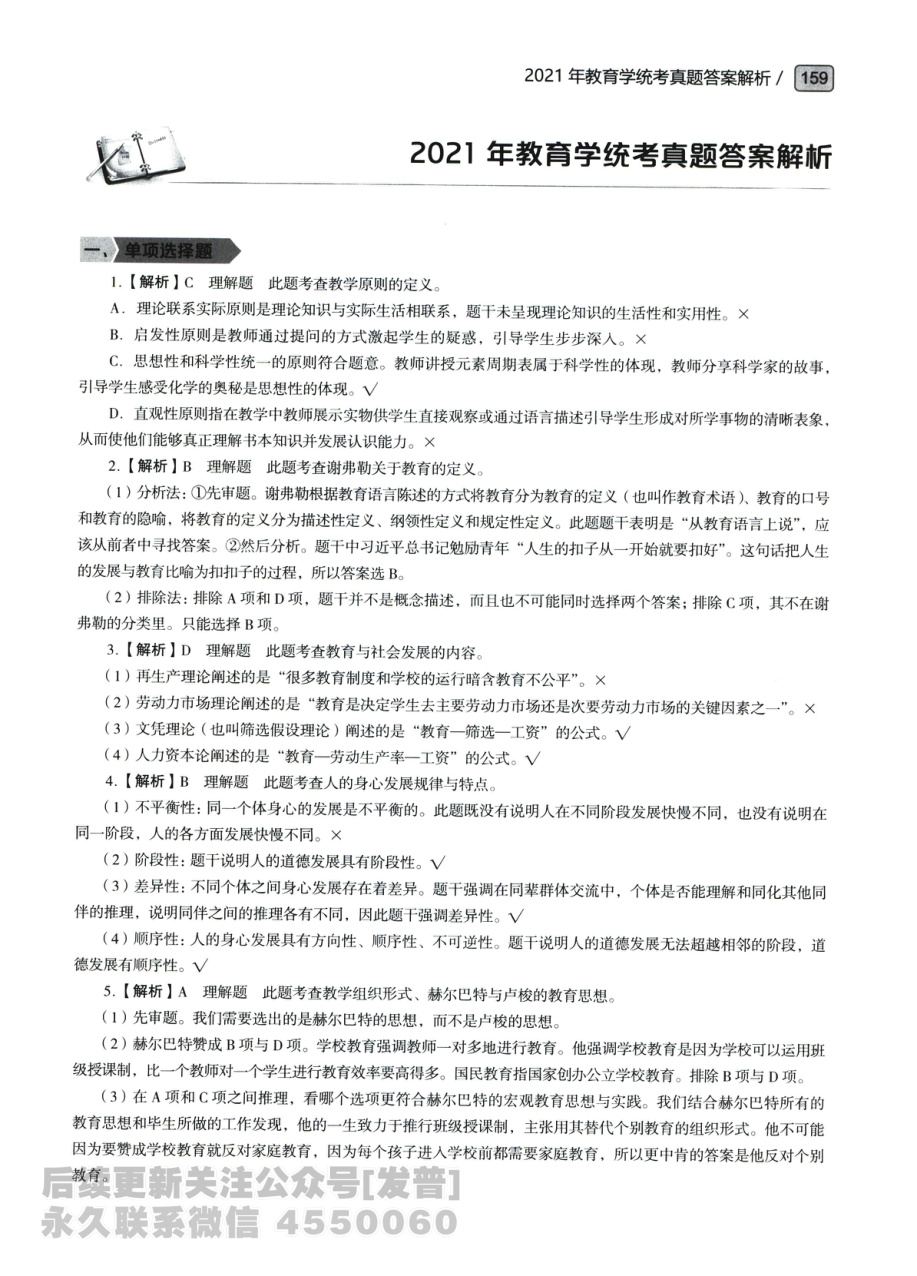 2021 年教育学统考真题答案解析 / 159
2021 年教育学统考真题答案解析
一、 单项选择题
1.【解析】C 理解题 此题考查教学原则的定义。
A. 理论联系实际原则是理论知识与实际生活相联系，题干未呈现理论知识的生活性和实用性。×
B. 启发性原则是教师通过提问的方式激起学生的疑惑，引导学生步步深入。×
C. 思想性和科学性统一的原则符合题意。教师讲授元素周期表属于科学性的体现，教师分享科学家的故事，
引导学生感受化学的奥秘是思想性的体现。√
D. 直观性原则指在教学中教师展示实物供学生直接观察或通过语言描述引导学生形成对所学事物的清晰表象，
从而使他们能够真正理解书本知识并发展认识能力。×
2.【解析】B 理解题 此题考查谢弗勒关于教育的定义。
（1）分析法：①先审题。谢弗勒根据教育语言陈述的方式将教育分为教育的定义（也叫作教育术语）、教育的口号
和教育的隐喻，将教育的定义分为描述性定义、纲领性定义和规定性定义。此题题干表明是“从教育语言上说”，应
该从前者中寻找答案。②然后分析。题干中习近平总书记勉励青年“人生的扣子从一开始就要扣好”。这句话把人生
的发展与教育比喻为扣扣子的过程，所以答案选 B。
（2）排除法：排除 A 项和 D 项，题干并不是概念描述，而且也不可能同时选择两个答案；排除 C 项，其不在谢
弗勒的分类里。只能选择 B 项。
3.【解析】D 理解题 此题考查教育与社会发展的内容。
（1）再生产理论阐述的是“很多教育制度和学校的运行暗含教育不公平”。×
（2）劳动力市场理论阐述的是“教育是决定学生去主要劳动力市场还是次要劳动力市场的关键因素之一”。×
（3）文凭理论（也叫筛选假设理论）阐述的是“教育—筛选—工资”的公式。√
（4）人力资本论阐述的是“教育—劳动生产率—工资”的公式。√
4.【解析】B 理解题 此题考查人的身心发展规律与特点。
（1）不平衡性：同一个体身心的发展是不平衡的。此题既没有说明人在不同阶段发展快慢不同，也没有说明在
同一阶段，人的各方面发展快慢不同。×
（2）阶段性：题干说明人的道德发展具有阶段性。√
（3）差异性：不同个体之间身心发展存在着差异。题干强调在同辈群体交流中，个体是否能理解和同化其他同
伴的推理，说明同伴之间的推理各有不同，因此题干强调差异性。√
（4）顺序性：人的身心发展具有方向性、顺序性、不可逆性。题干说明人的道德发展无法超越相邻的阶段，道
德发展有顺序性。√
5.【解析】A 理解题 此题考查教学组织形式、赫尔巴特与卢梭的教育思想。
（1）先审题。我们需要选出的是赫尔巴特的思想，而不是卢梭的思想。
（2）赫尔巴特赞成 B 项与 D 项。学校教育强调教师一对多地进行教育。他强调学校教育是因为学校可以运用班
级授课制，比一个教师对一个学生进行教育效率要高得多。国民教育指国家创办公立学校教育。排除 B 项与 D 项。
（3）在 A 项和 C 项之间推理，看哪个选项更符合赫尔巴特的宏观教育思想与实践。我们结合赫尔巴特所有的
教育思想和毕生所做的工作发现，他的一生致力于推行班级授课制，主张用其替代个别教育的组织形式。他不可能
因为要赞成学校教育就反对家庭教育，因为每个孩子进入学校前都需要家庭教育，所以更中肯的答案是他反对个别
教育。
后续更新关注公众号[发普]
永久联系微信 4550060